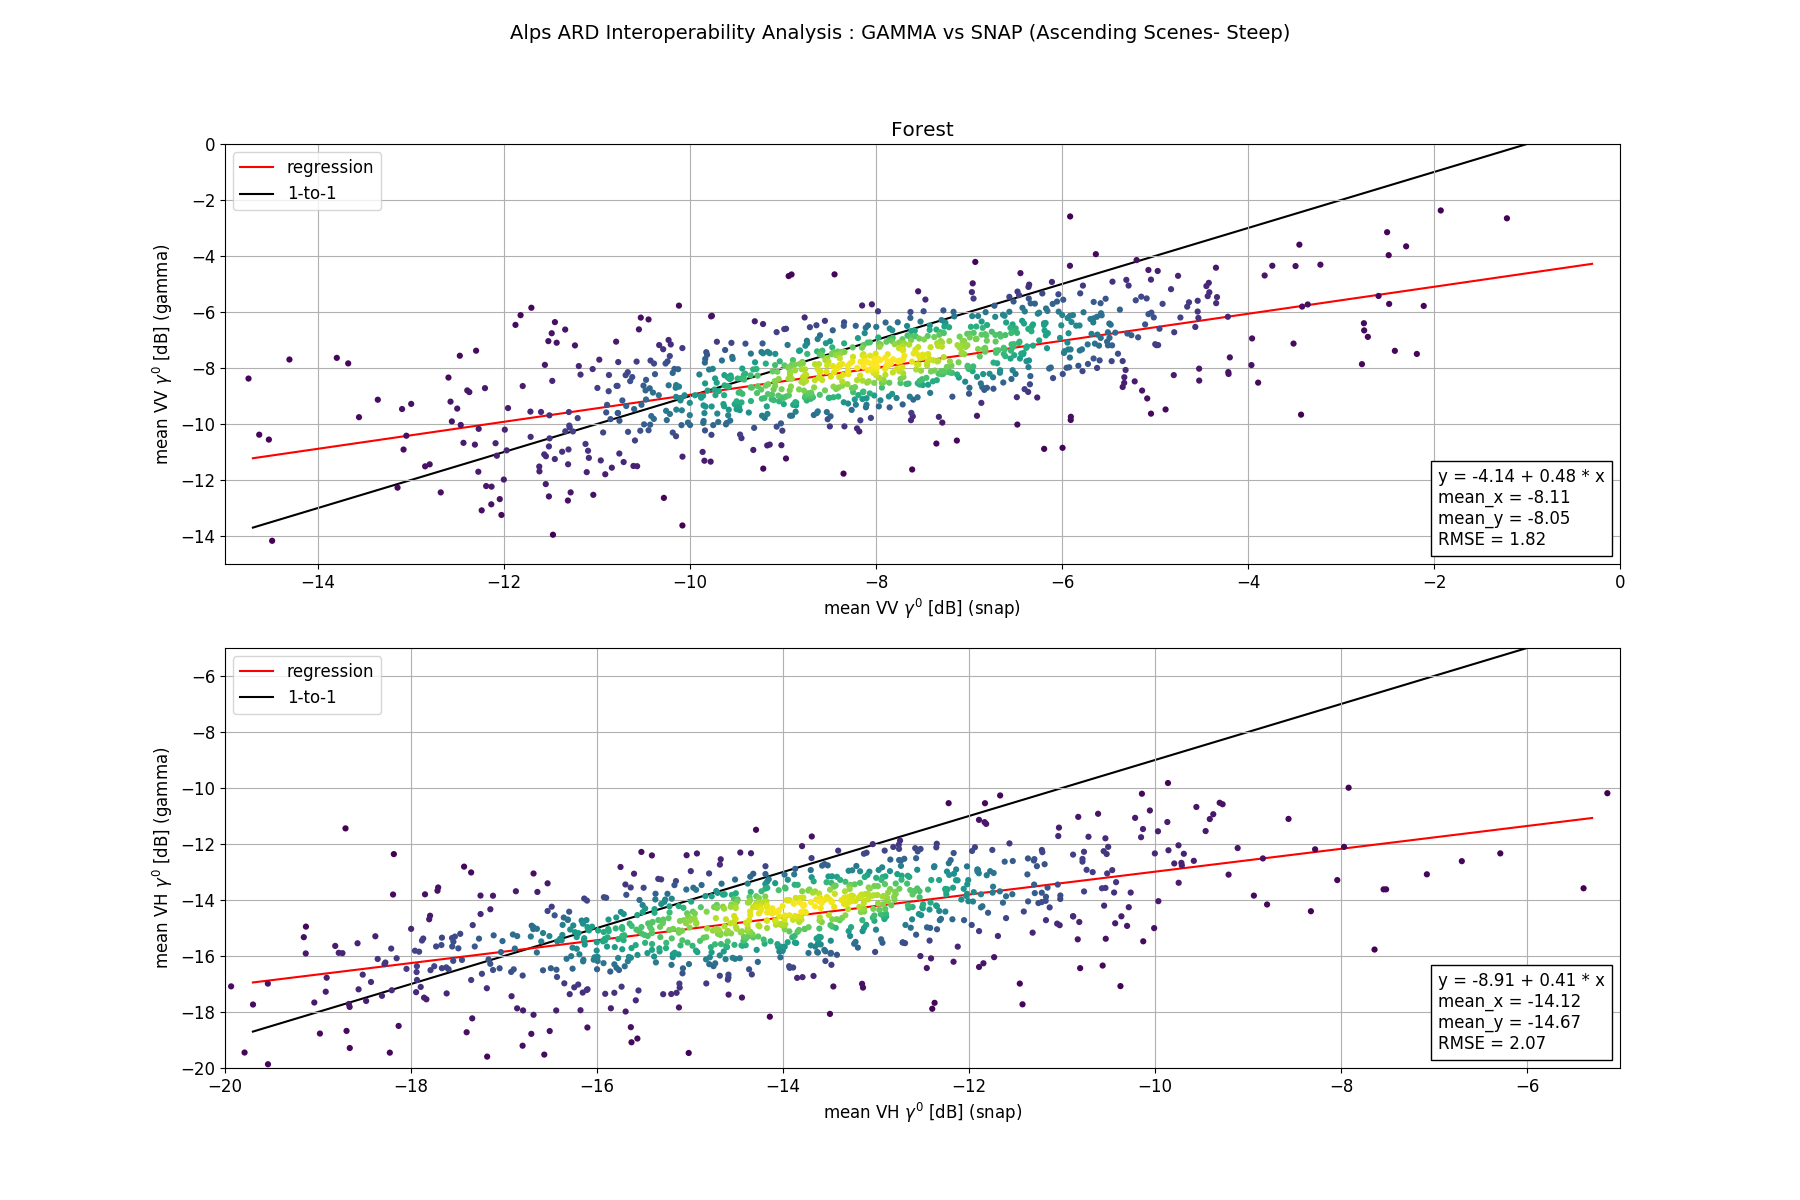 Alps ARD Interoperability Analysis : GAMMA vs SNAP (Ascending Scenes- Steep)
Forest
regression
1-to-1
0
−2
−4
−6
−8
−10
−12
−14
mean VV γ⁰ [dB] (gamma)
y = -4.14 + 0.48 * x
mean_x = -8.11
mean_y = -8.05
RMSE = 1.82
−14 −12 −10 −8 −6 −4 −2 0
mean VV γ⁰ [dB] (snap)
regression
1-to-1
−6
−8
−10
−12
−14
−16
−18
−20
mean VH γ⁰ [dB] (gamma)
y = -8.91 + 0.41 * x
mean_x = -14.12
mean_y = -14.67
RMSE = 2.07
−20 −18 −16 −14 −12 −10 −8 −6
mean VH γ⁰ [dB] (snap)